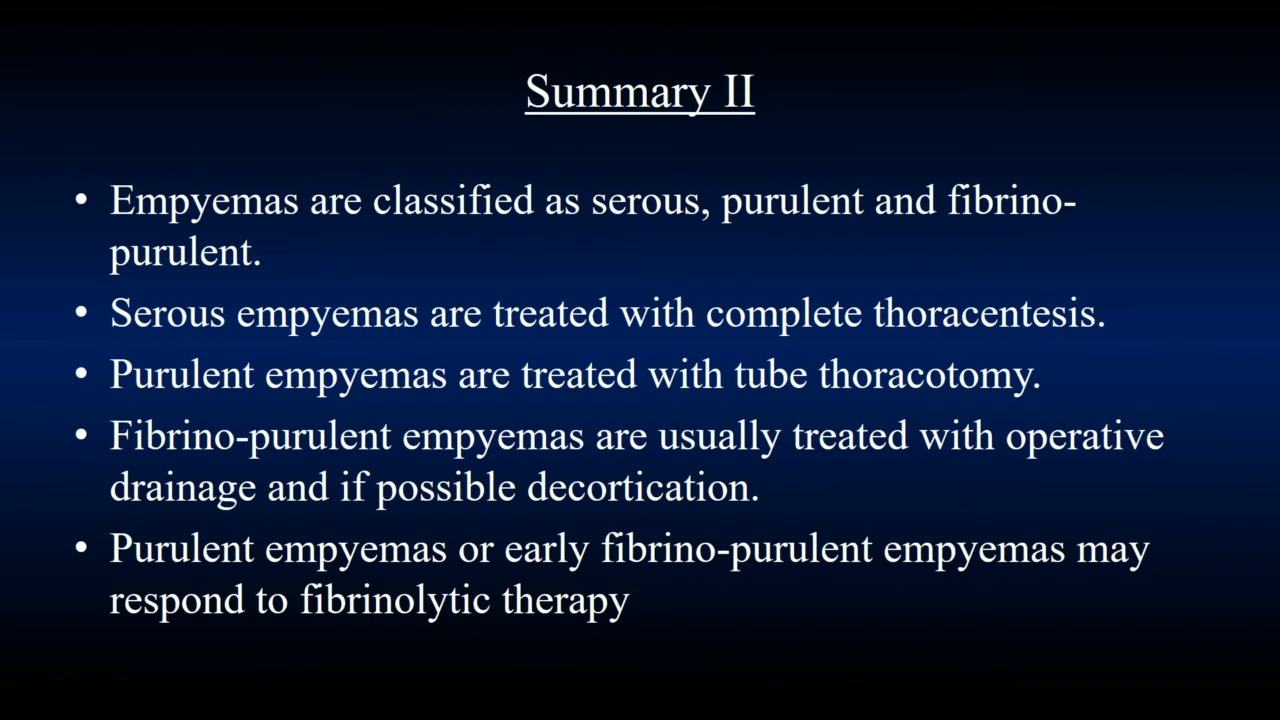 Summary II
• Empyemas are classified as serous, purulent and fibrino-
purulent.
• Serous empyemas are treated with complete thoracentesis.
• Purulent empyemas are treated with tube thoracotomy.
• Fibrino-purulent empyemas are usually treated with operative
drainage and if possible decortication.
• Purulent empyemas or early fibrino-purulent empyemas may
respond to fibrinolytic therapy